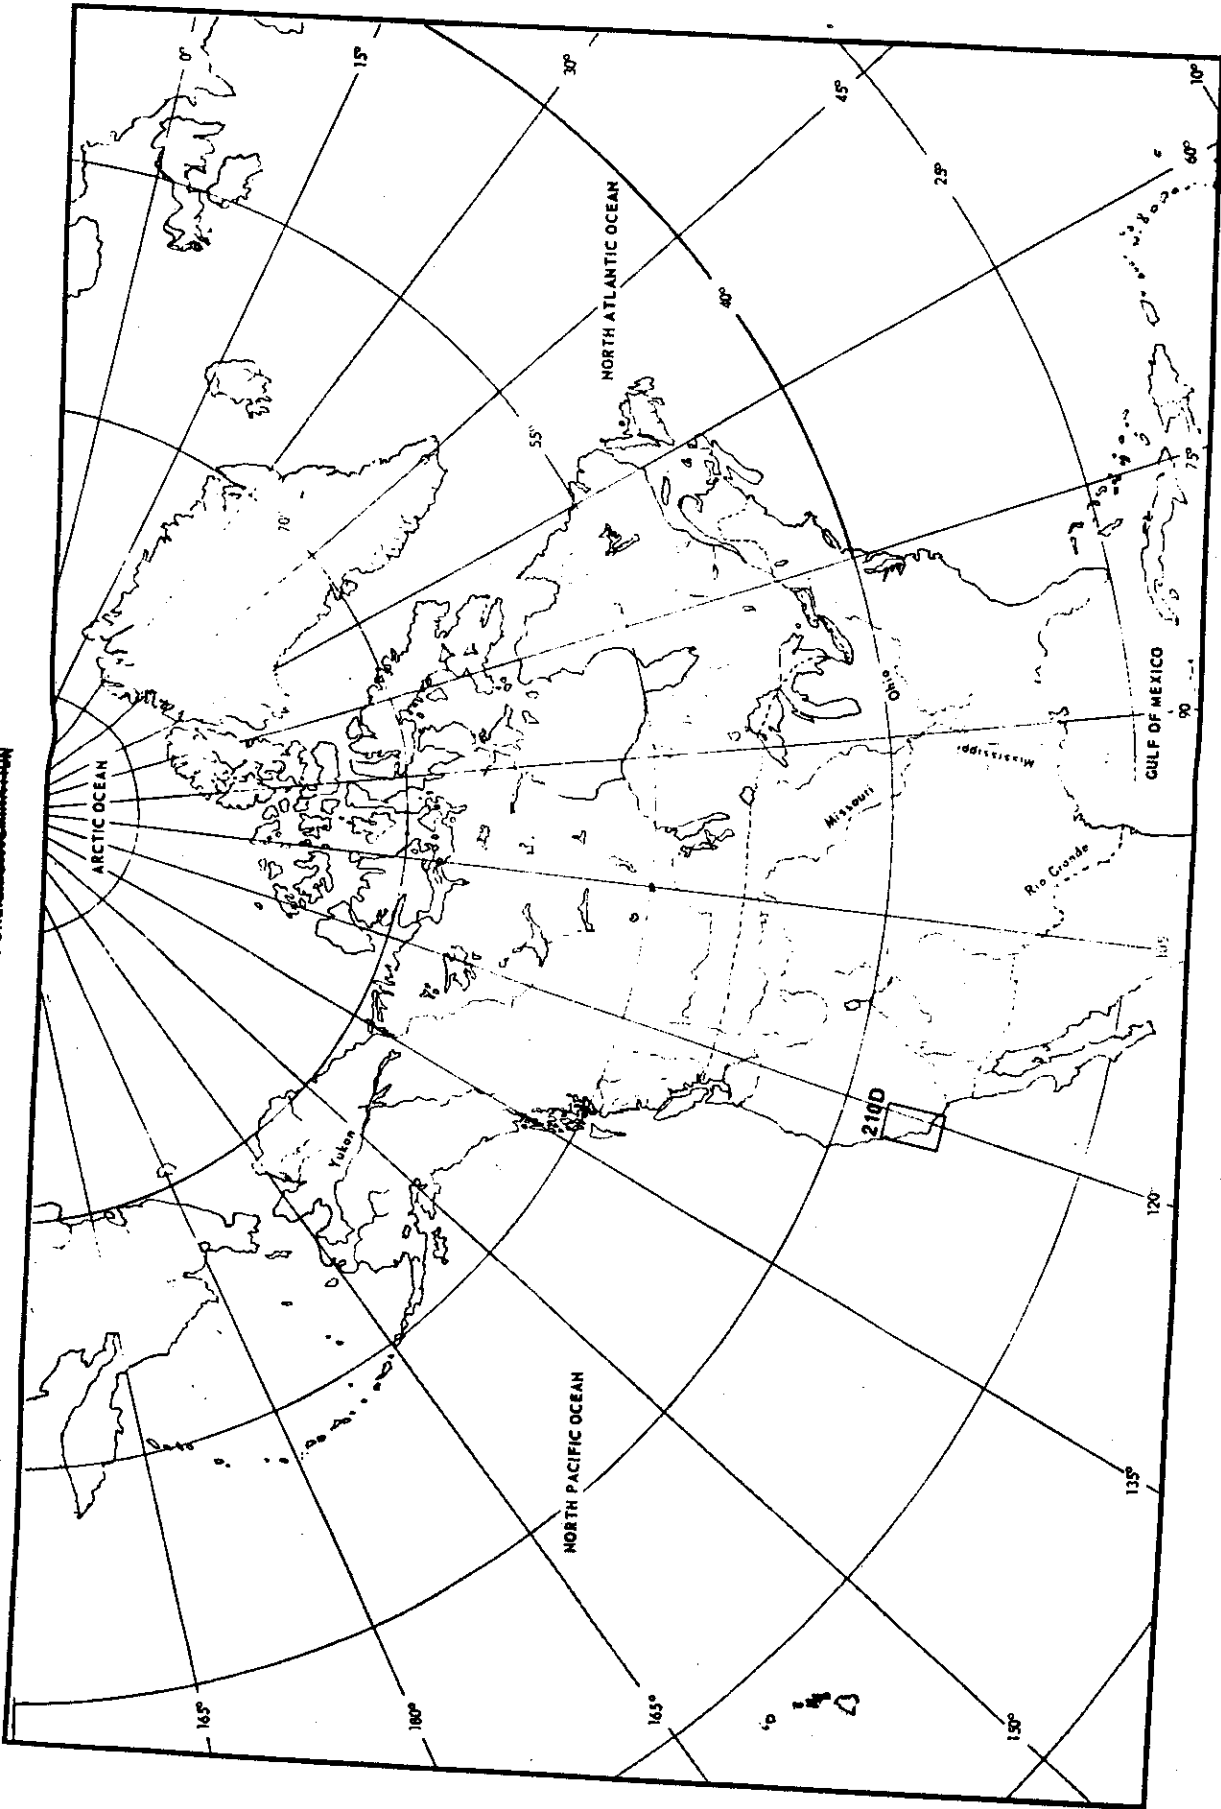 ARCTIC OCEAN
0°
15°
30°
45°
60°
10°
25°
40°
55°
70°
75°
90
105
120
135°
150°
165°
180°
165°
NORTH ATLANTIC OCEAN
NORTH PACIFIC OCEAN
GULF OF MEXICO
Yukon
Ohio
Missouri
Mississippi
Rio Grande
210D